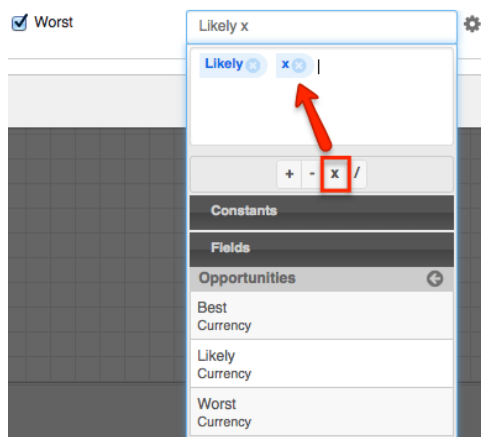 Worst
Likely x
Likely x
+ - x /
Constants
Fields
Opportunities
Best
Currency
Likely
Currency
Worst
Currency